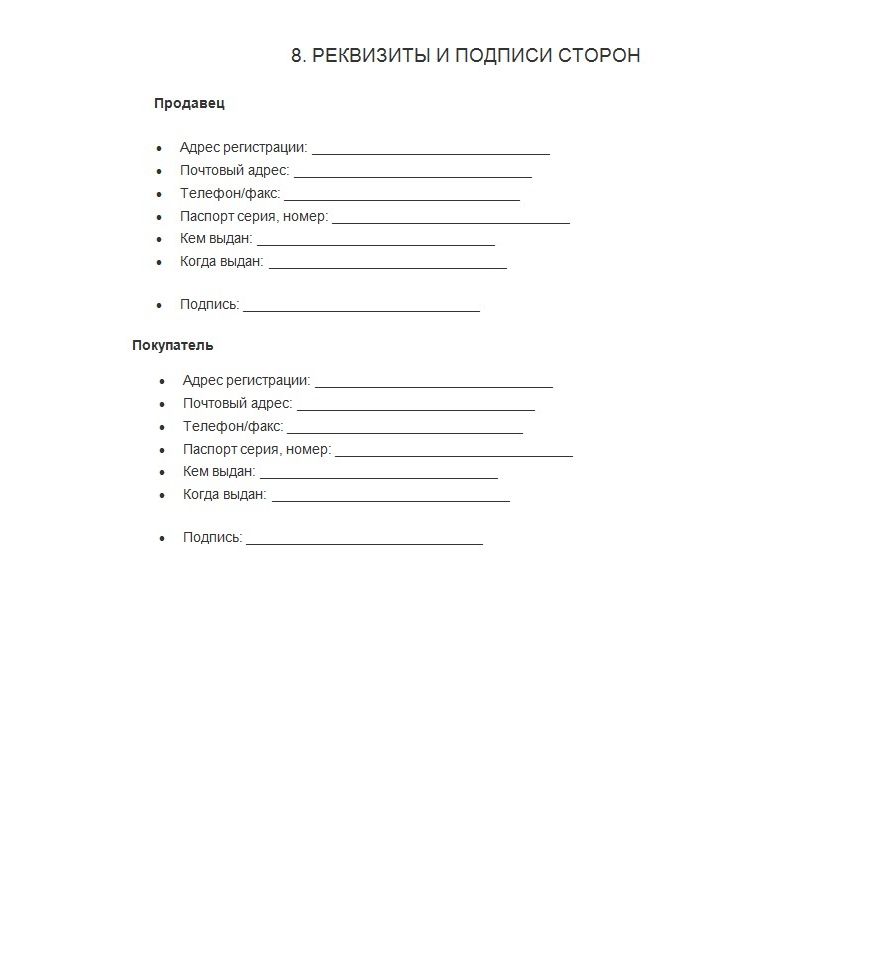 8. РЕКВИЗИТЫ И ПОДПИСИ СТОРОН
Продавец
• Адрес регистрации: ______________________________
• Почтовый адрес: ______________________________
• Телефон/факс: ______________________________
• Паспорт серия, номер: ______________________________
• Кем выдан: ______________________________
• Когда выдан: ______________________________
• Подпись: ______________________________
Покупатель
• Адрес регистрации: ______________________________
• Почтовый адрес: ______________________________
• Телефон/факс: ______________________________
• Паспорт серия, номер: ______________________________
• Кем выдан: ______________________________
• Когда выдан: ______________________________
• Подпись: ______________________________